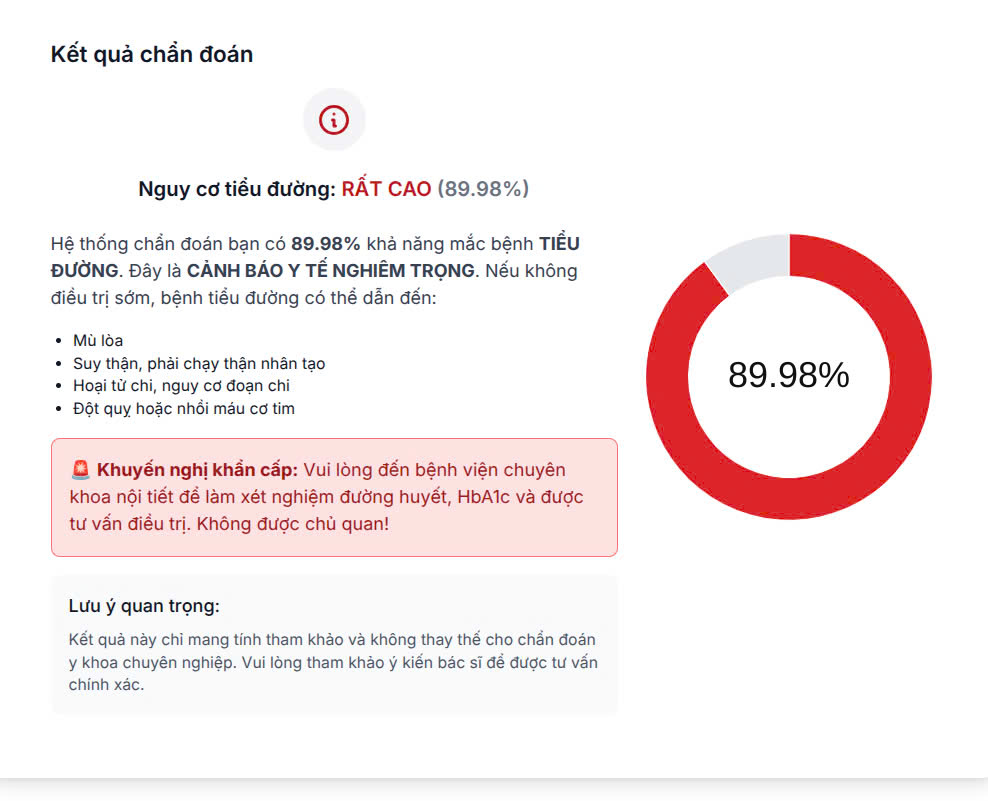 Kết quả chẩn đoán
Nguy cơ tiểu đường: RẤT CAO (89.98%)
Hệ thống chẩn đoán bạn có 89.98% khả năng mắc bệnh TIỂU
ĐƯỜNG. Đây là CẢNH BÁO Y TẾ NGHIÊM TRỌNG. Nếu không
điều trị sớm, bệnh tiểu đường có thể dẫn đến:
• Mù lòa
• Suy thận, phải chạy thận nhân tạo
• Hoại tử chi, nguy cơ đoạn chi
• Đột quỵ hoặc nhồi máu cơ tim
🚨 Khuyến nghị khẩn cấp: Vui lòng đến bệnh viện chuyên
khoa nội tiết để làm xét nghiệm đường huyết, HbA1c và được
tư vấn điều trị. Không được chủ quan!
Lưu ý quan trọng:
Kết quả này chỉ mang tính tham khảo và không thay thế cho chẩn đoán
y khoa chuyên nghiệp. Vui lòng tham khảo ý kiến bác sĩ để được tư vấn
chính xác.
89.98%